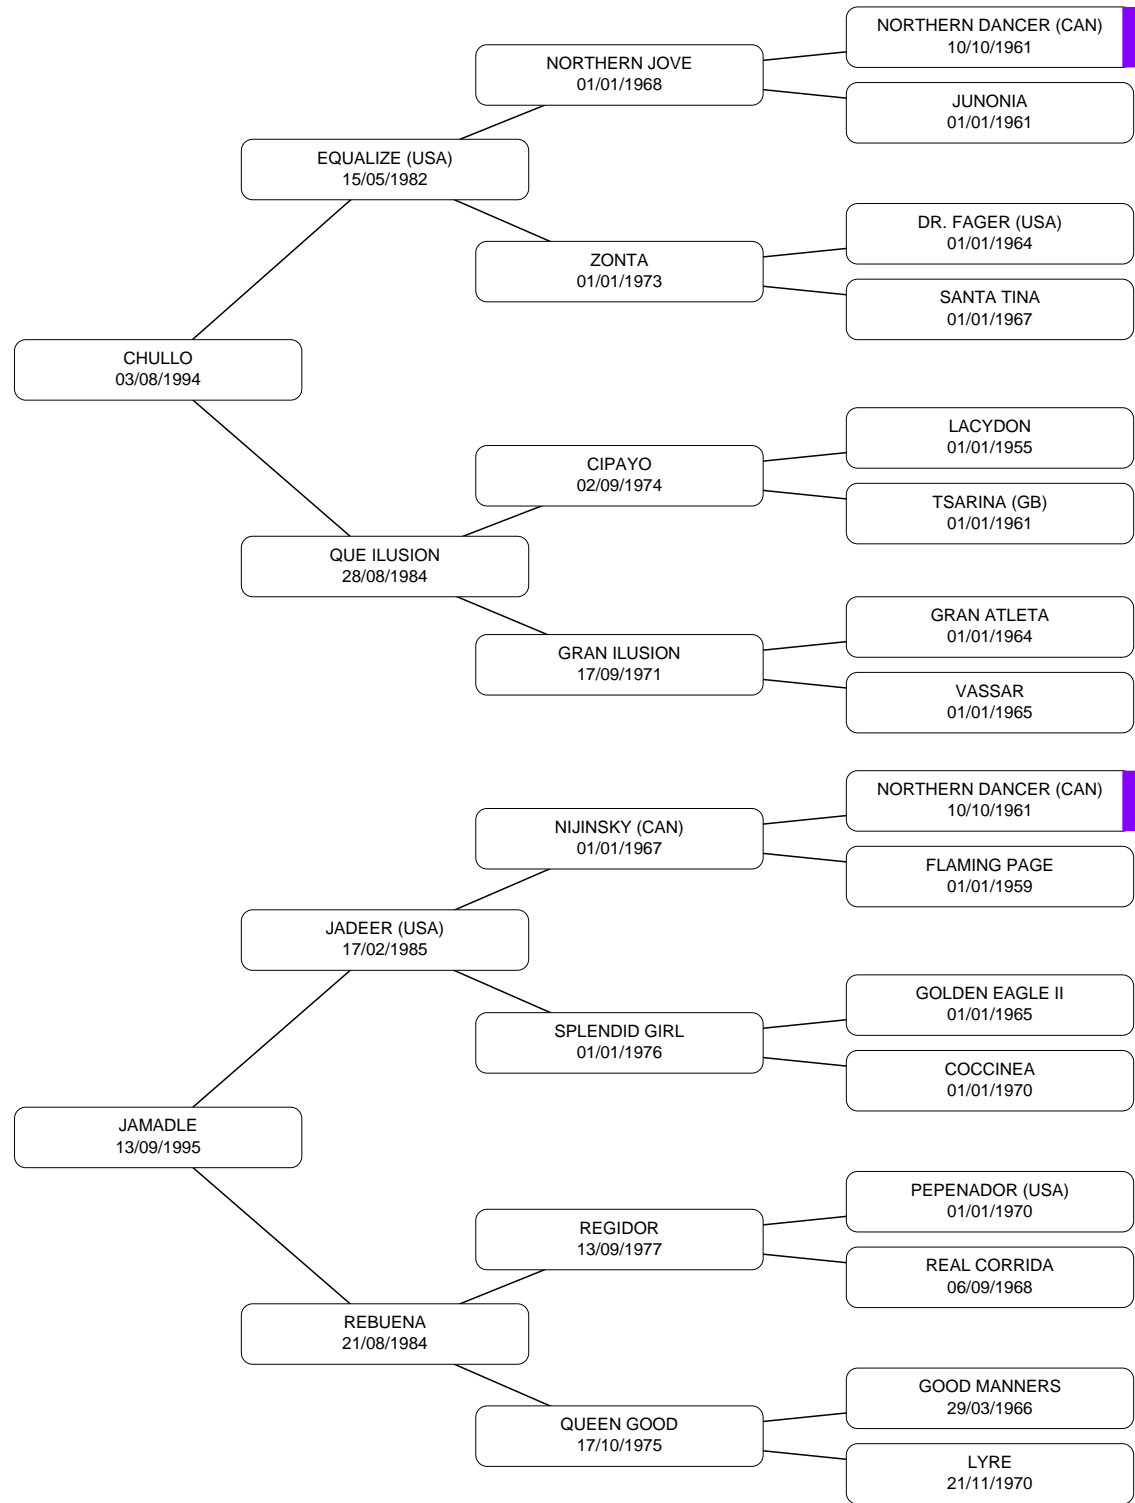 NORTHERN DANCER (CAN)
10/10/1961
NORTHERN JOVE
01/01/1968
JUNONIA
01/01/1961
EQUALIZE (USA)
15/05/1982
DR. FAGER (USA)
01/01/1964
ZONTA
01/01/1973
SANTA TINA
01/01/1967
CHULLO
03/08/1994
LACYDON
01/01/1955
CIPAYO
02/09/1974
TSARINA (GB)
01/01/1961
QUE ILUSION
28/08/1984
GRAN ATLETA
01/01/1964
GRAN ILUSION
17/09/1971
VASSAR
01/01/1965
NORTHERN DANCER (CAN)
10/10/1961
NIJINSKY (CAN)
01/01/1967
FLAMING PAGE
01/01/1959
JADEER (USA)
17/02/1985
GOLDEN EAGLE II
01/01/1965
SPLENDID GIRL
01/01/1976
COCCINEA
01/01/1970
JAMADLE
13/09/1995
PEPENADOR (USA)
01/01/1970
REGIDOR
13/09/1977
REAL CORRIDA
06/09/1968
REBUENA
21/08/1984
GOOD MANNERS
29/03/1966
QUEEN GOOD
17/10/1975
LYRE
21/11/1970